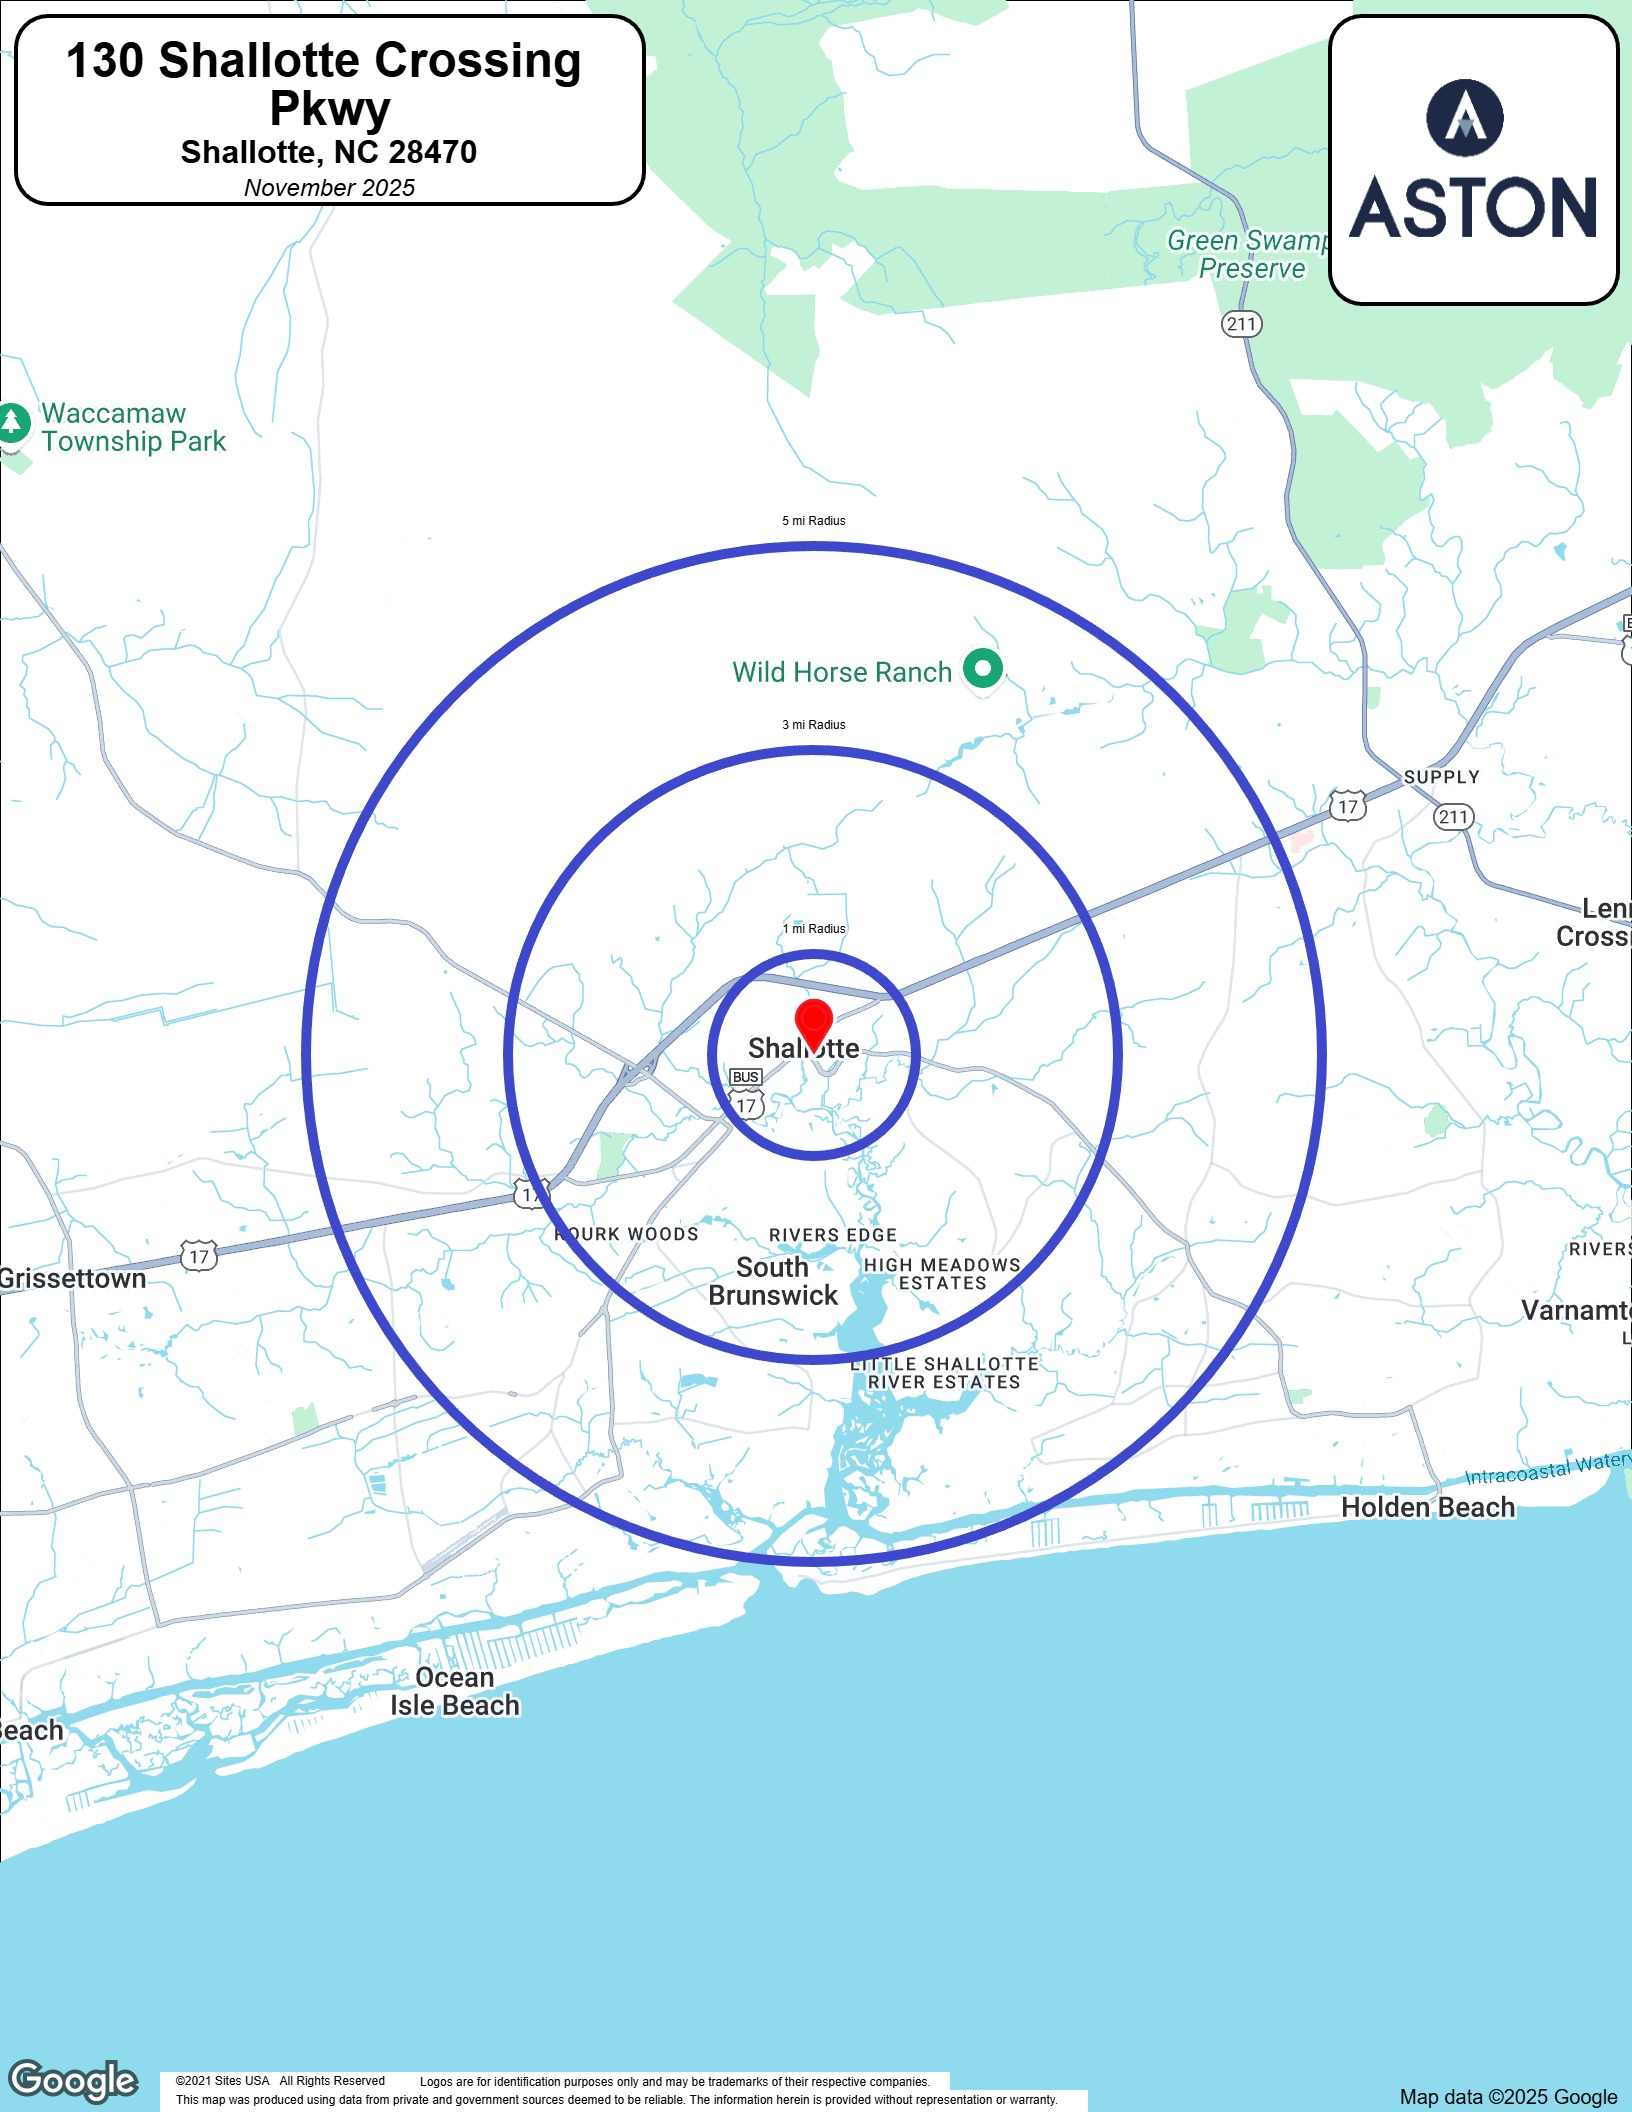 130 Shallotte Crossing
Pkwy
Shallotte, NC 28470
November 2025
ASTON
Green Swamp
Preserve
211
Waccamaw
Township Park
5 mi Radius
Wild Horse Ranch
3 mi Radius
SUPPLY
17
211
1 mi Radius
Shallotte
BUS
17
17
ROURK WOODS
RIVERS EDGE
HIGH MEADOWS
ESTATES
South
Brunswick
17
Grissettown
RIVERS
LITTLE SHALLOTTE
RIVER ESTATES
Intracoastal
Holden Beach
Ocean
Isle Beach
Beach
Google
©2021 Sites USA All Rights Reserved Logos are for identification purposes only and may be trademarks of their respective companies.
This map was produced using data from private and government sources deemed to be reliable. The information herein is provided without representation or warranty.
Map data ©2025 Google